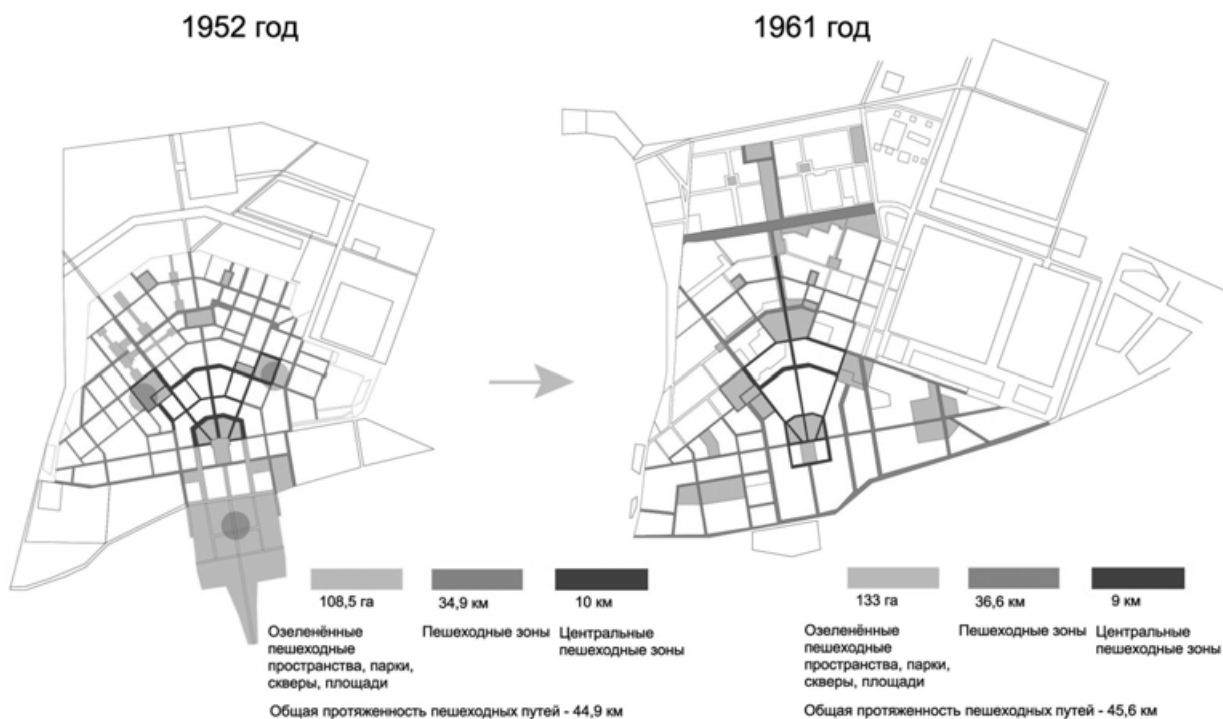 1952 год
1961 год
108,5 га
34,9 км
10 км
Озеленённые
пешеходные
пространства, парки,
скверы, площади
Пешеходные зоны
Центральные
пешеходные зоны
Общая протяженность пешеходных путей - 44,9 км
133 га
36,6 км
9 км
Озеленённые
пешеходные
пространства, парки,
скверы, площади
Пешеходные зоны
Центральные
пешеходные зоны
Общая протяженность пешеходных путей - 45,6 км